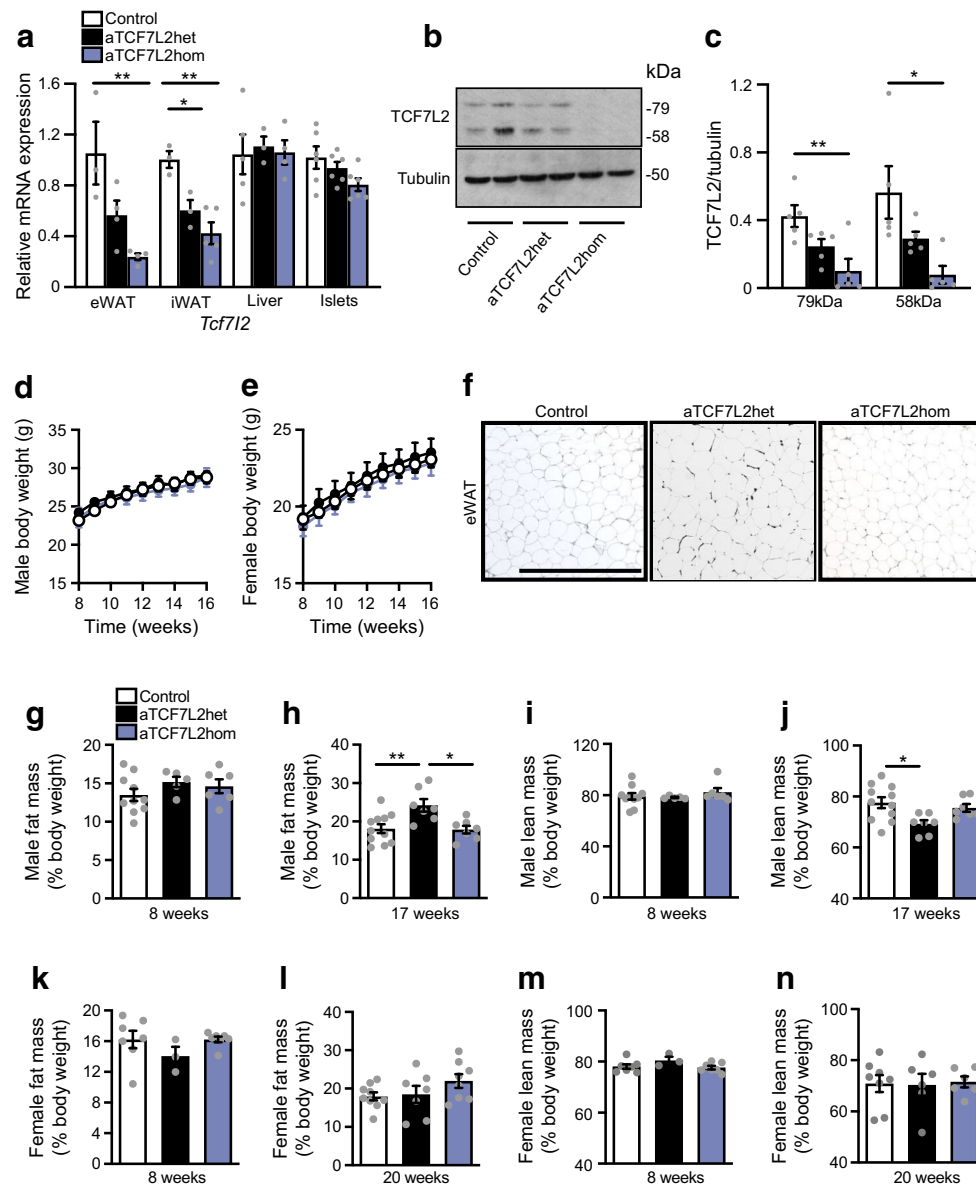 Control
aTCF7L2het
aTCF7L2hom
a
Relative mRNA expression
1.6
1.2
0.8
0.4
0
**
**
*
eWAT
iWAT
Liver
Islets
Tcf7l2
b
kDa
TCF7L2
-79
-58
Tubulin
-50
Control
aTCF7L2het
aTCF7L2hom
c
TCF7L2/tubulin
1.2
0.8
0.4
0
**
*
79kDa
58kDa
d
Male body weight (g)
35
30
25
20
15
8 10 12 14 16
Time (weeks)
e
Female body weight (g)
25
20
15
8 10 12 14 16
Time (weeks)
f
Control
aTCF7L2het
aTCF7L2hom
eWAT
Control
aTCF7L2het
aTCF7L2hom
g
Male fat mass
(% body weight)
20
15
10
5
0
8 weeks
h
Male fat mass
(% body weight)
40
30
20
10
0
**
*
17 weeks
i
Male lean mass
(% body weight)
120
80
40
0
8 weeks
j
Male lean mass
(% body weight)
100
80
60
40
*
17 weeks
k
Female fat mass
(% body weight)
20
16
12
8
4
0
8 weeks
l
Female fat mass
(% body weight)
40
30
20
10
0
20 weeks
m
Female lean mass
(% body weight)
100
80
60
40
8 weeks
n
Female lean mass
(% body weight)
100
80
60
40
20 weeks